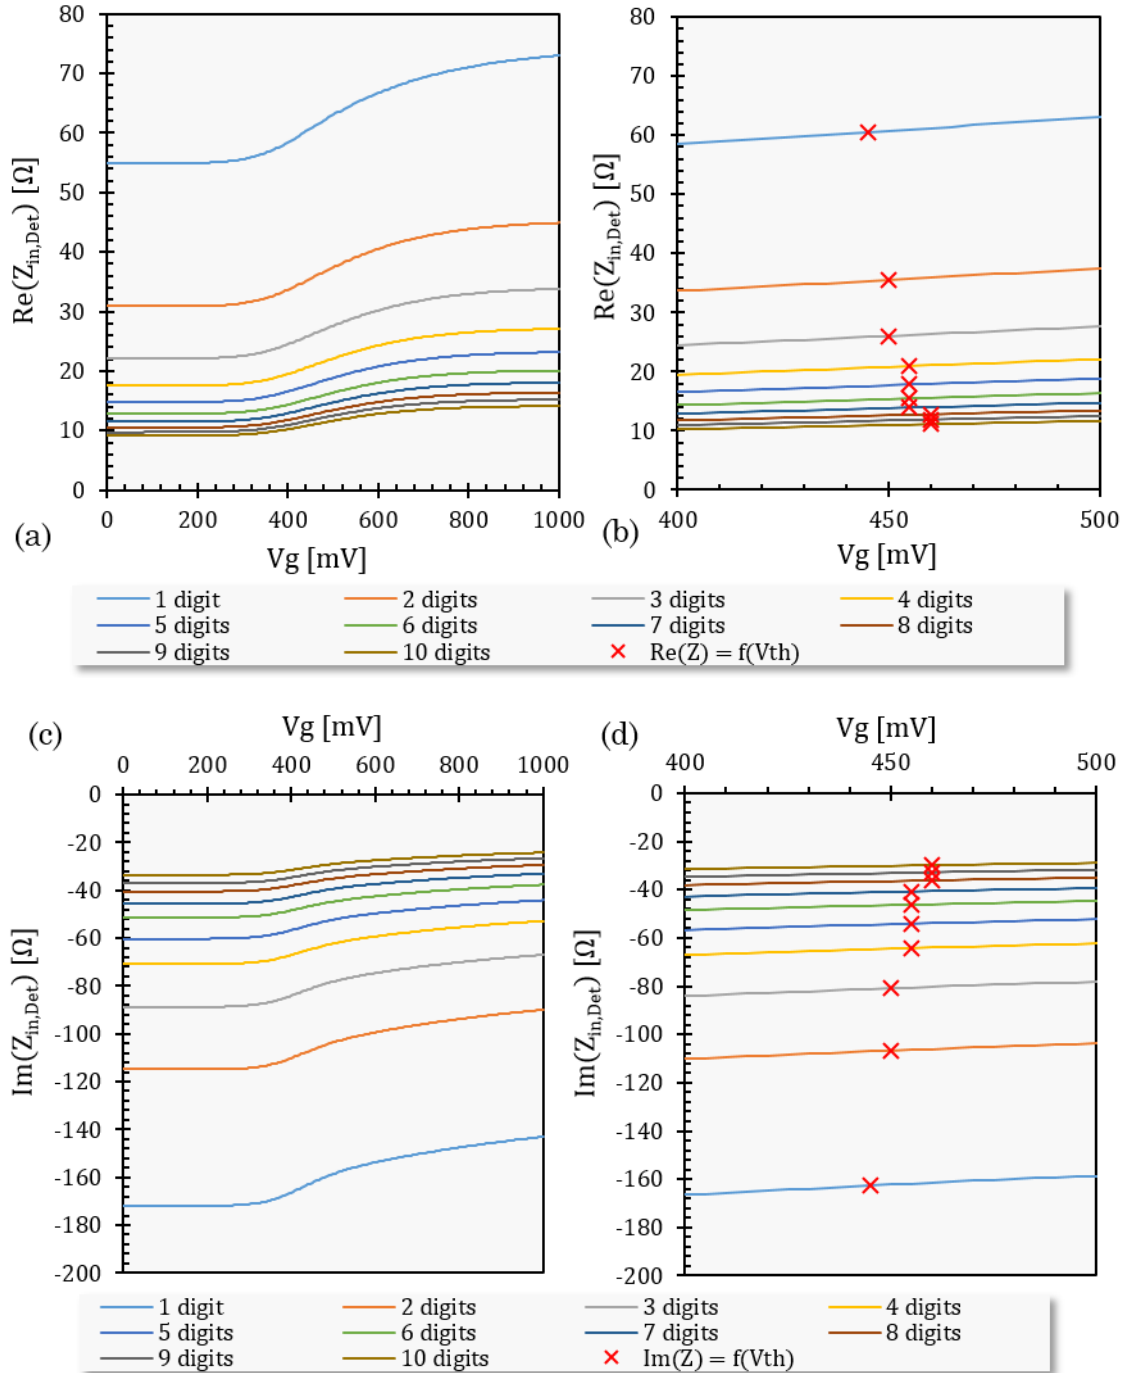 80
70
60
50
40
30
20
10
0
Re(Z_in,Det) [Ω]
0 200 400 600 800 1000
Vg [mV]
(a)
80
70
60
50
40
30
20
10
0
Re(Z_in,Det) [Ω]
400 450 500
Vg [mV]
(b)
1 digit 2 digits 3 digits 4 digits
5 digits 6 digits 7 digits 8 digits
9 digits 10 digits Re(Z) = f(Vth)
(c)
Vg [mV]
0 200 400 600 800 1000
0
-20
-40
-60
-80
-100
-120
-140
-160
-180
-200
Im(Z_in,Det) [Ω]
(d)
Vg [mV]
400 450 500
0
-20
-40
-60
-80
-100
-120
-140
-160
-180
-200
Im(Z_in,Det) [Ω]
1 digit 2 digits 3 digits 4 digits
5 digits 6 digits 7 digits 8 digits
9 digits 10 digits Im(Z) = f(Vth)